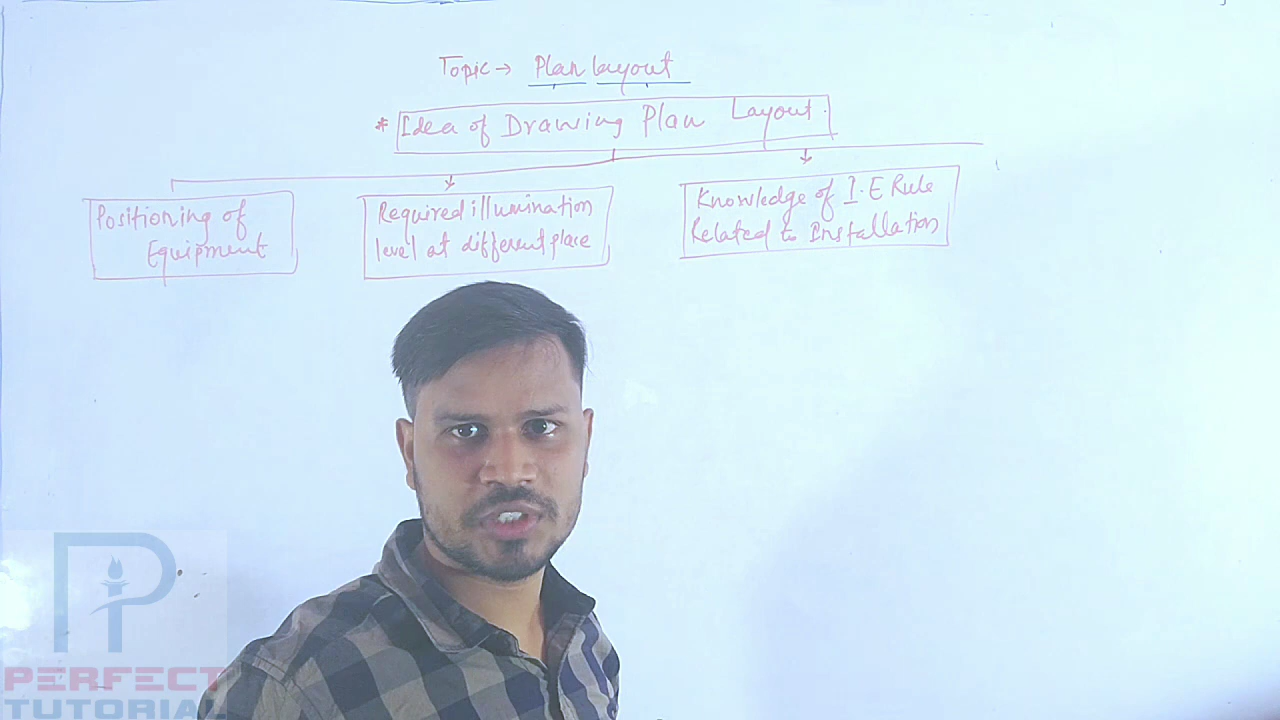 Topic → Plan layout
* Idea of Drawing Plan Layout.
Positioning of
Equipment
Required illumination
level at different place
Knowledge of I.E Rule
Related to Installation
PERFECT
TUTORIAL